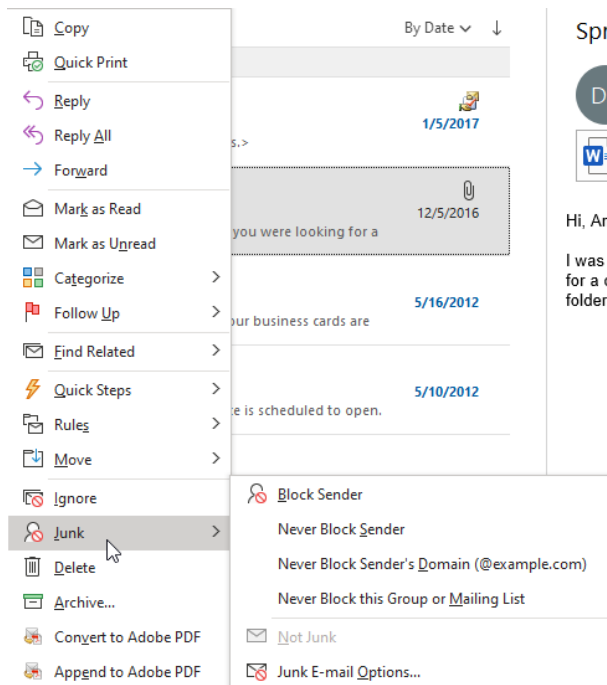 Copy
Quick Print
Reply
Reply All
Forward
Mark as Read
Mark as Unread
Categorize
Follow Up
Find Related
Quick Steps
Rules
Move
Ignore
Junk
Delete
Archive...
Convert to Adobe PDF
Append to Adobe PDF
By Date
1/5/2017
s.>
12/5/2016
you were looking for a
5/16/2012
our business cards are
5/10/2012
e is scheduled to open.
Block Sender
Never Block Sender
Never Block Sender's Domain (@example.com)
Never Block this Group or Mailing List
Not Junk
Junk E-mail Options...
Spr
D
W
Hi, Ar
I was
for a
folder